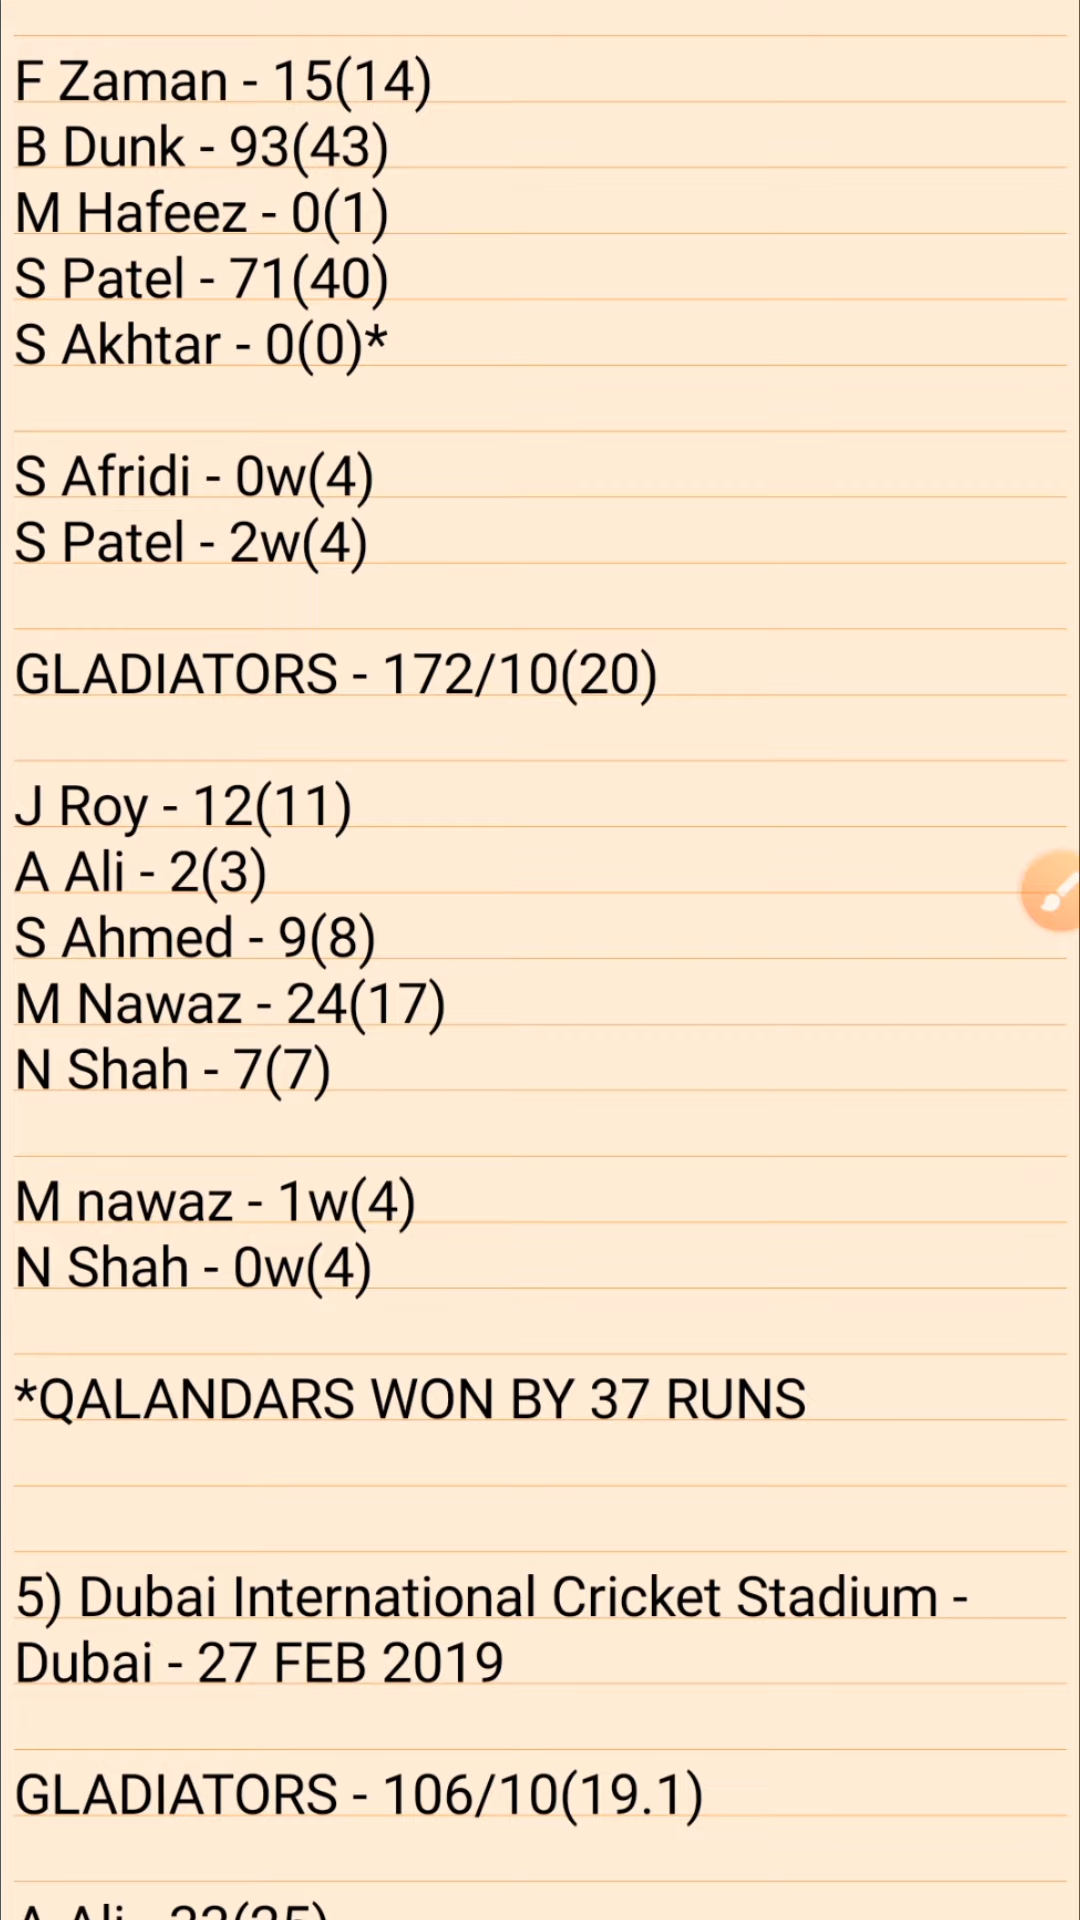 F Zaman - 15(14)
B Dunk - 93(43)
M Hafeez - 0(1)
S Patel - 71(40)
S Akhtar - 0(0)*
S Afridi - 0w(4)
S Patel - 2w(4)
GLADIATORS - 172/10(20)
J Roy - 12(11)
A Ali - 2(3)
S Ahmed - 9(8)
M Nawaz - 24(17)
N Shah - 7(7)
M nawaz - 1w(4)
N Shah - 0w(4)
*QALANDARS WON BY 37 RUNS
5) Dubai International Cricket Stadium -
Dubai - 27 FEB 2019
GLADIATORS - 106/10(19.1)
A Ali